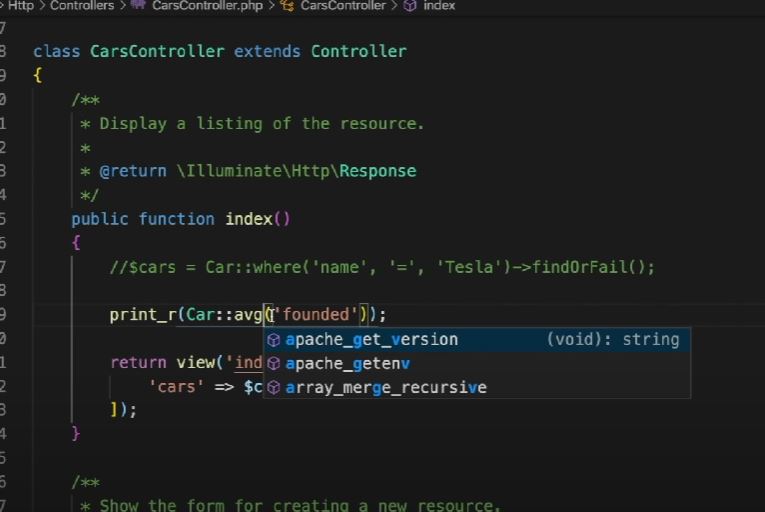 > Http > Controllers > CarsController.php > CarsController > index
7
8 class CarsController extends Controller
9 {
0 /**
1 * Display a listing of the resource.
2 *
3 * @return \Illuminate\Http\Response
4 */
5 public function index()
6 {
7 //$cars = Car::where('name', '=', 'Tesla')->findOrFail();
8
9 print_r(Car::avg('founded'));
0 apache_get_version (void): string
1 return view('ind apache_getenv
2 'cars' => $c array_merge_recursive
3 ]);
4 }
5
6 /**
7 * Show the form for creating a new resource.